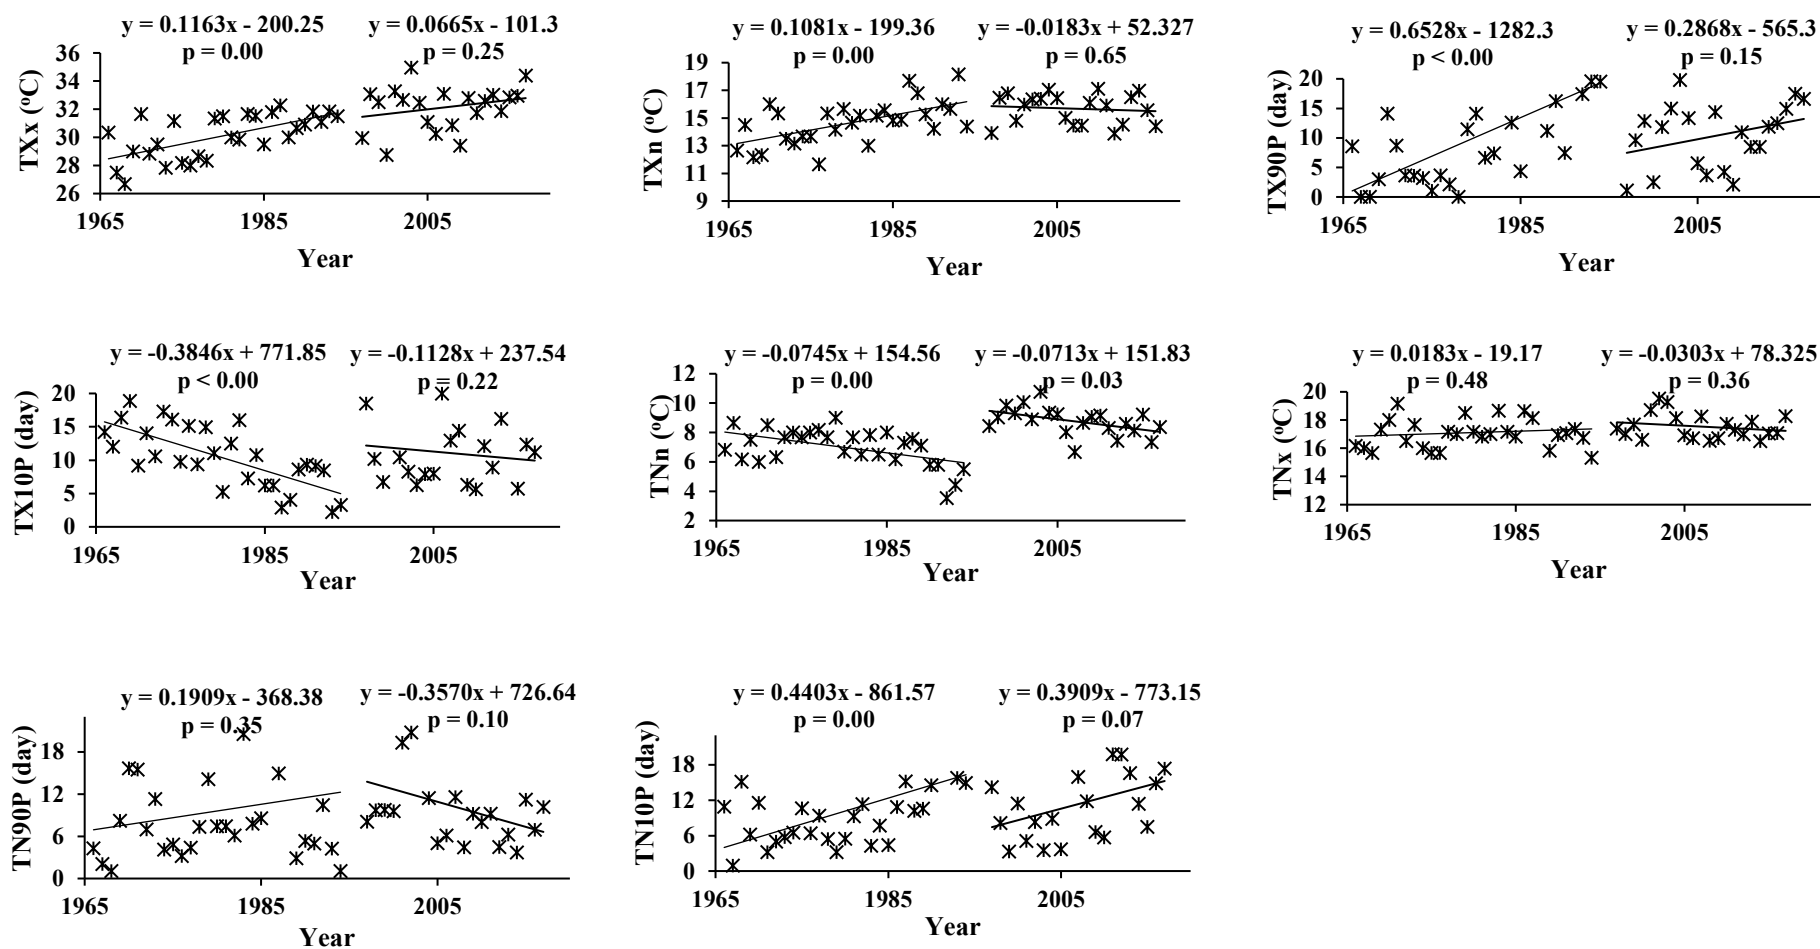 y = 0.1163x - 200.25
p = 0.00
y = 0.0665x - 101.3
p = 0.25
TXx (oC)
36
34
32
30
28
26
1965
1985
2005
Year
y = 0.1081x - 199.36
p = 0.00
y = -0.0183x + 52.327
p = 0.65
TXn (oC)
19
17
15
13
11
9
1965
1985
2005
Year
y = 0.6528x - 1282.3
p < 0.00
y = 0.2868x - 565.3
p = 0.15
TX90P (day)
20
15
10
5
0
1965
1985
2005
Year
y = -0.3846x + 771.85
p < 0.00
y = -0.1128x + 237.54
p = 0.22
TX10P (day)
20
15
10
5
0
1965
1985
2005
Year
y = -0.0745x + 154.56
p = 0.00
y = -0.0713x + 151.83
p = 0.03
TNn (oC)
12
10
8
6
4
2
1965
1985
2005
Year
y = 0.0183x - 19.17
p = 0.48
y = -0.0303x + 78.325
p = 0.36
TNx (oC)
20
18
16
14
12
1965
1985
2005
Year
y = 0.1909x - 368.38
p = 0.35
y = -0.3570x + 726.64
p = 0.10
TN90P (day)
18
12
6
0
1965
1985
2005
Year
y = 0.4403x - 861.57
p = 0.00
y = 0.3909x - 773.15
p = 0.07
TN10P (day)
18
12
6
0
1965
1985
2005
Year